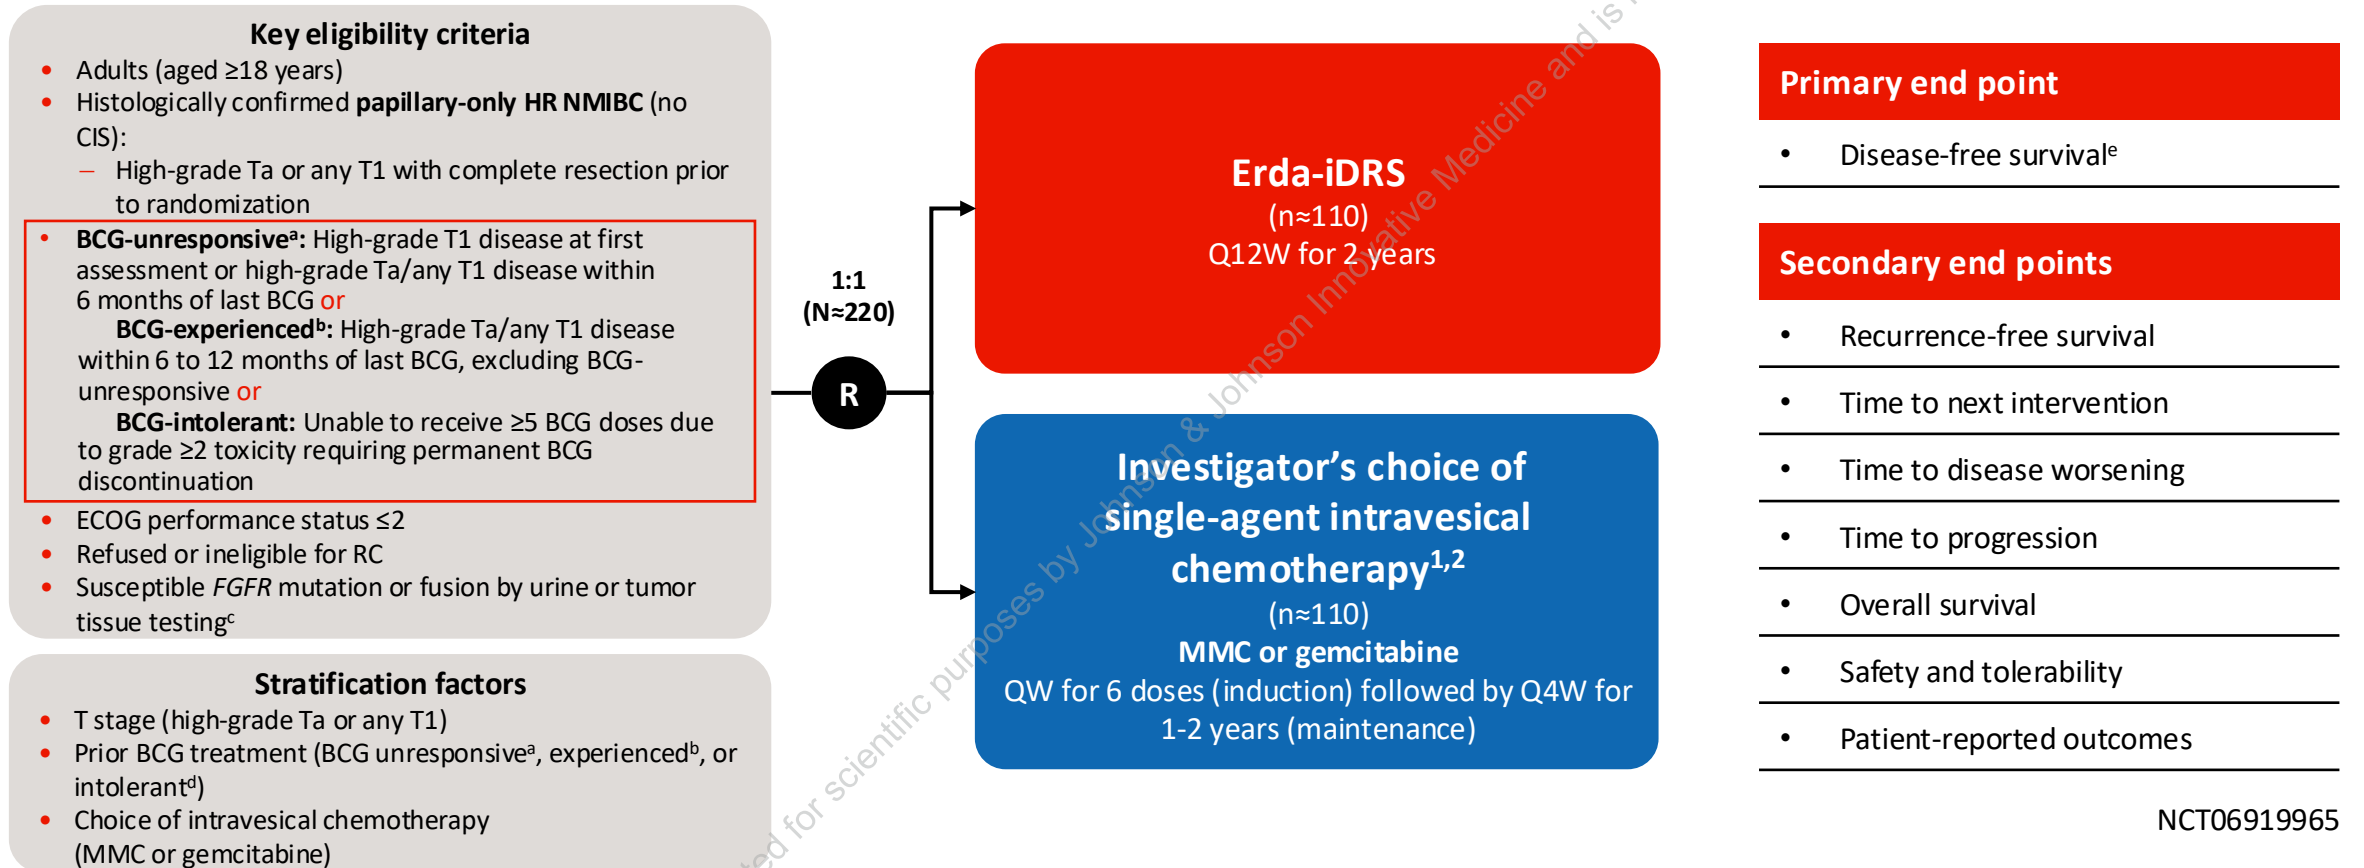 Key eligibility criteria
• Adults (aged ≥18 years)
• Histologically confirmed papillary-only HR NMIBC (no
CIS):
– High-grade Ta or any T1 with complete resection prior
to randomization
• BCG-unresponsiveᵃ: High-grade T1 disease at first
assessment or high-grade Ta/any T1 disease within
6 months of last BCG or
BCG-experiencedᵇ: High-grade Ta/any T1 disease
within 6 to 12 months of last BCG, excluding BCG-
unresponsive or
BCG-intolerant: Unable to receive ≥5 BCG doses due
to grade ≥2 toxicity requiring permanent BCG
discontinuation
• ECOG performance status ≤2
• Refused or ineligible for RC
• Susceptible FGFR mutation or fusion by urine or tumor
tissue testingᶜ
Stratification factors
• T stage (high-grade Ta or any T1)
• Prior BCG treatment (BCG unresponsiveᵃ, experiencedᵇ, or
intolerantᵈ)
• Choice of intravesical chemotherapy
(MMC or gemcitabine)
1:1
(N≈220)
R
Erda-iDRS
(n≈110)
Q12W for 2 years
Investigator's choice of
single-agent intravesical
chemotherapy¹,²
(n≈110)
MMC or gemcitabine
QW for 6 doses (induction) followed by Q4W for
1-2 years (maintenance)
Primary end point
• Disease-free survivalᵉ
Secondary end points
• Recurrence-free survival
• Time to next intervention
• Time to disease worsening
• Time to progression
• Overall survival
• Safety and tolerability
• Patient-reported outcomes
NCT06919965
for scientific purposes by Johnson & Johnson Innovative Medicine and is